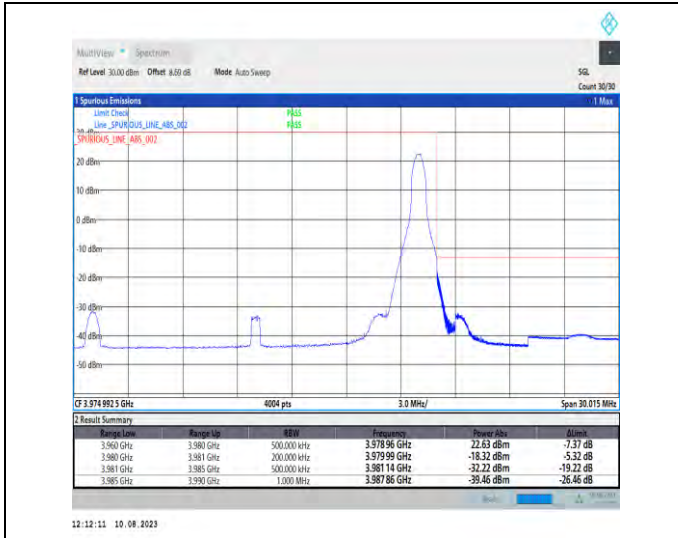 MultiView Spectrum
Ref Level 30.00 dBm Offset 8.69 dB Mode Auto Sweep SGL
Count 30/30
1 Spurious Emissions 1 Max
Limit Check PASS
Line _SPURIOUS_LINE_ABS_002 PASS
_SPURIOUS_LINE_ABS_002
20 dBm
10 dBm
0 dBm
-10 dBm
-20 dBm
-30 dBm
-40 dBm
-50 dBm
CF 3.974 992 5 GHz 4004 pts 3.0 MHz/ Span 30.015 MHz
2 Result Summary
Range Low Range Up RBW Frequency Power Abs ΔLimit
3.960 GHz 3.980 GHz 500.000 kHz 3.978 96 GHz 22.63 dBm -7.37 dB
3.980 GHz 3.981 GHz 200.000 kHz 3.979 99 GHz -18.32 dBm -5.32 dB
3.981 GHz 3.985 GHz 500.000 kHz 3.981 14 GHz -32.22 dBm -19.22 dB
3.985 GHz 3.990 GHz 1.000 MHz 3.987 86 GHz -39.46 dBm -26.46 dB
12:12:11 10.08.2023